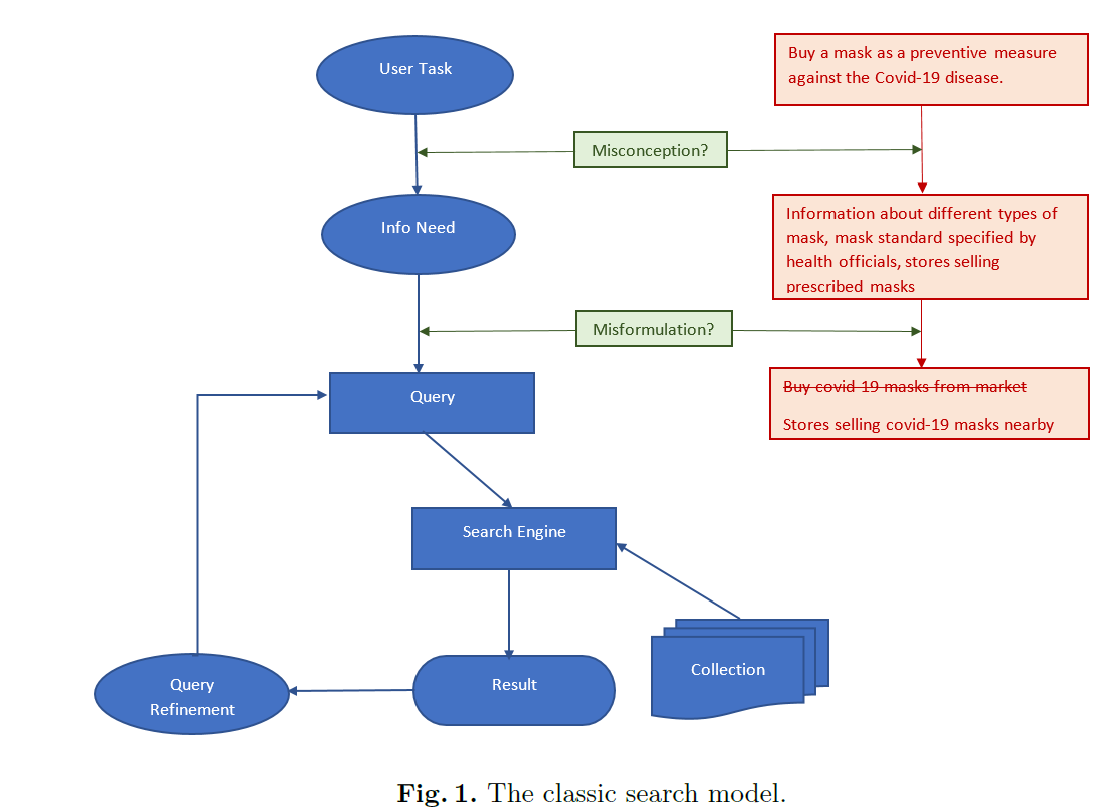 User Task
Buy a mask as a preventive measure
against the Covid-19 disease.
Misconception?
Info Need
Information about different types of
mask, mask standard specified by
health officials, stores selling
prescribed masks
Misformulation?
Query
Buy covid-19 masks from market
Stores selling covid-19 masks nearby
Search Engine
Collection
Result
Query
Refinement
Fig. 1. The classic search model.